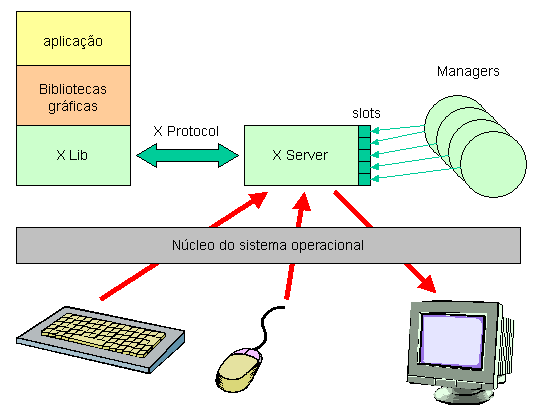 aplicação
Bibliotecas
gráficas
X Lib
X Protocol
X Server
slots
Managers
Núcleo do sistema operacional